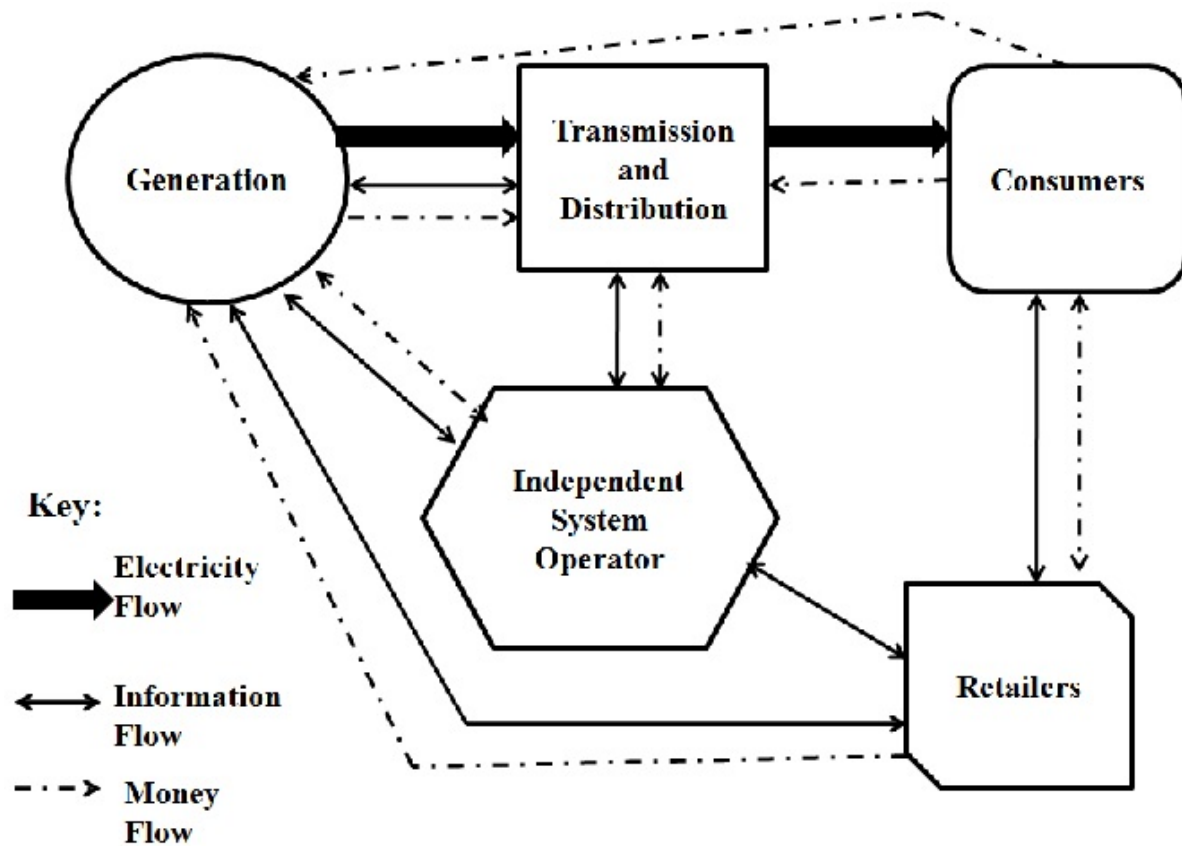 Generation
Transmission
and
Distribution
Consumers
Independent
System
Operator
Retailers
Key:
Electricity
Flow
Information
Flow
Money
Flow